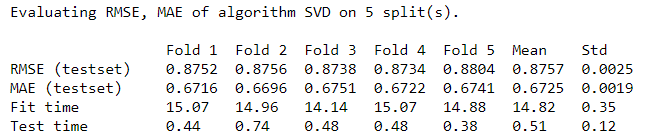 Evaluating RMSE, MAE of algorithm SVD on 5 split(s).
Fold 1 Fold 2 Fold 3 Fold 4 Fold 5 Mean Std
RMSE (testset) 0.8752 0.8756 0.8738 0.8734 0.8804 0.8757 0.0025
MAE (testset) 0.6716 0.6696 0.6751 0.6722 0.6741 0.6725 0.0019
Fit time 15.07 14.96 14.14 15.07 14.88 14.82 0.35
Test time 0.44 0.74 0.48 0.48 0.38 0.51 0.12